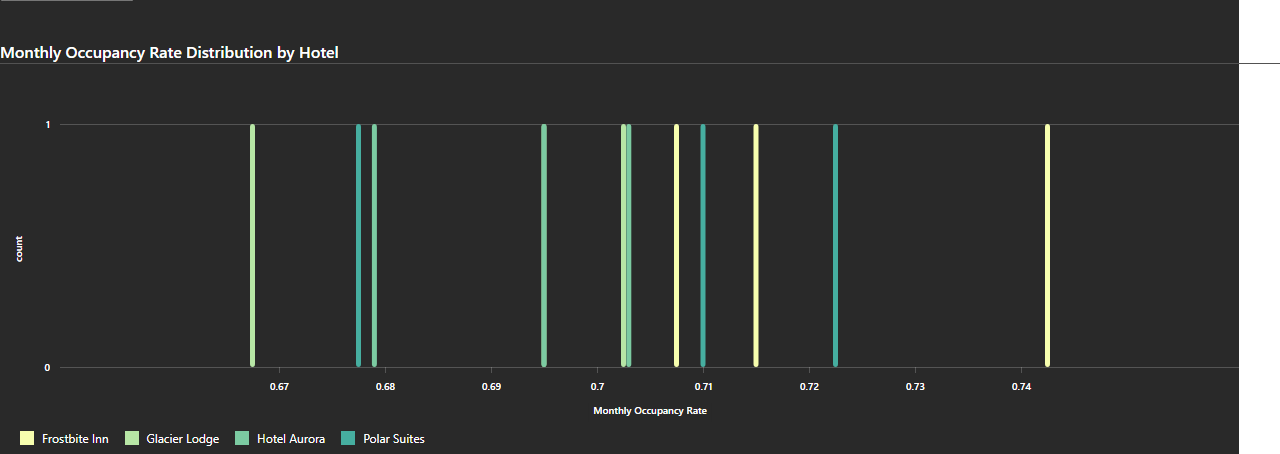 Monthly Occupancy Rate Distribution by Hotel
1
count
0
0.67 0.68 0.69 0.7 0.71 0.72 0.73 0.74
Monthly Occupancy Rate
Frostbite Inn Glacier Lodge Hotel Aurora Polar Suites